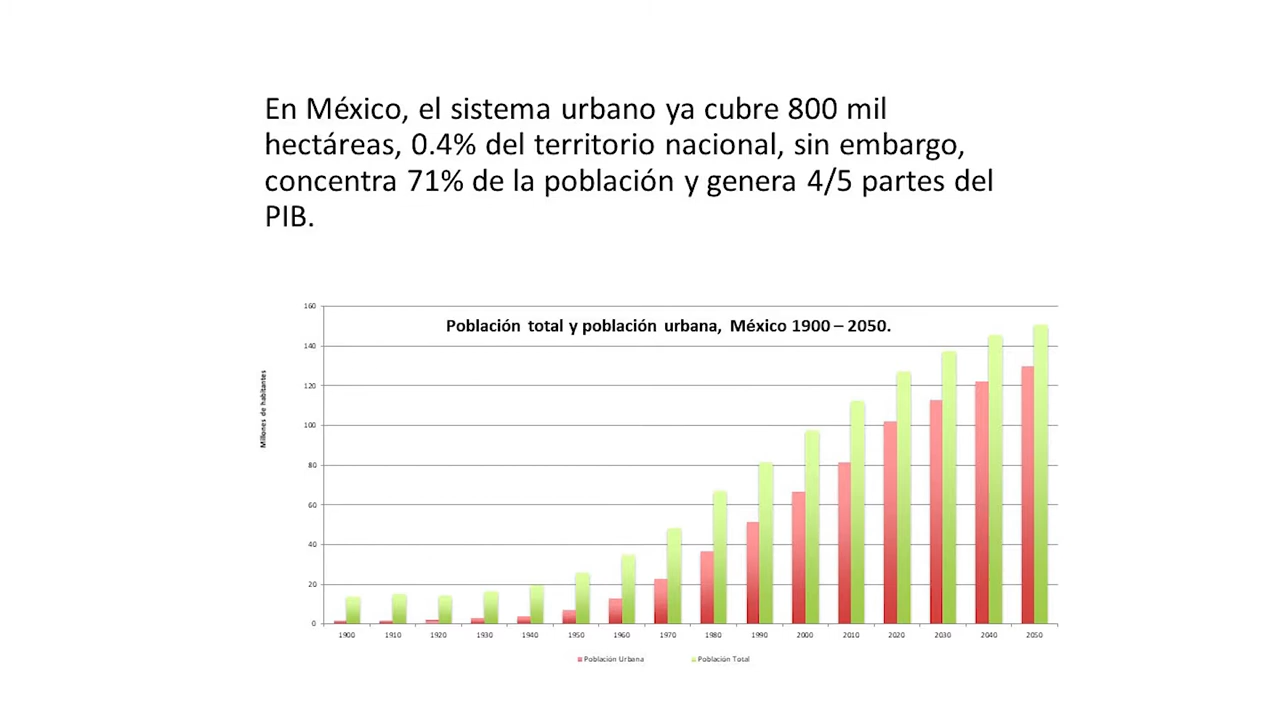 En México, el sistema urbano ya cubre 800 mil
hectáreas, 0.4% del territorio nacional, sin embargo,
concentra 71% de la población y genera 4/5 partes del
PIB.
Población total y población urbana, México 1900 – 2050.
Millones de habitantes
160
140
120
100
80
60
40
20
0
1900 1910 1920 1930 1940 1950 1960 1970 1980 1990 2000 2010 2020 2030 2040 2050
Población Urbana Población Total